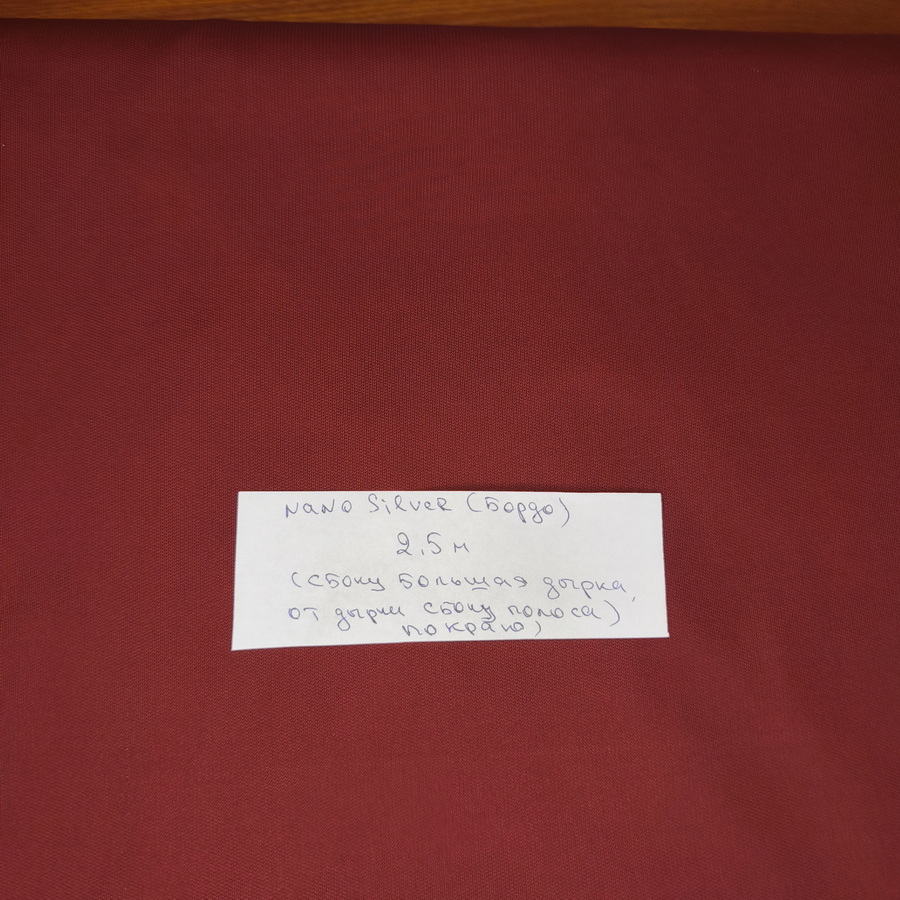 NaNo Silver (Бордо)
2,5 м
(сбоку большая дырка,
от дырки сбоку полоса)
по краю)